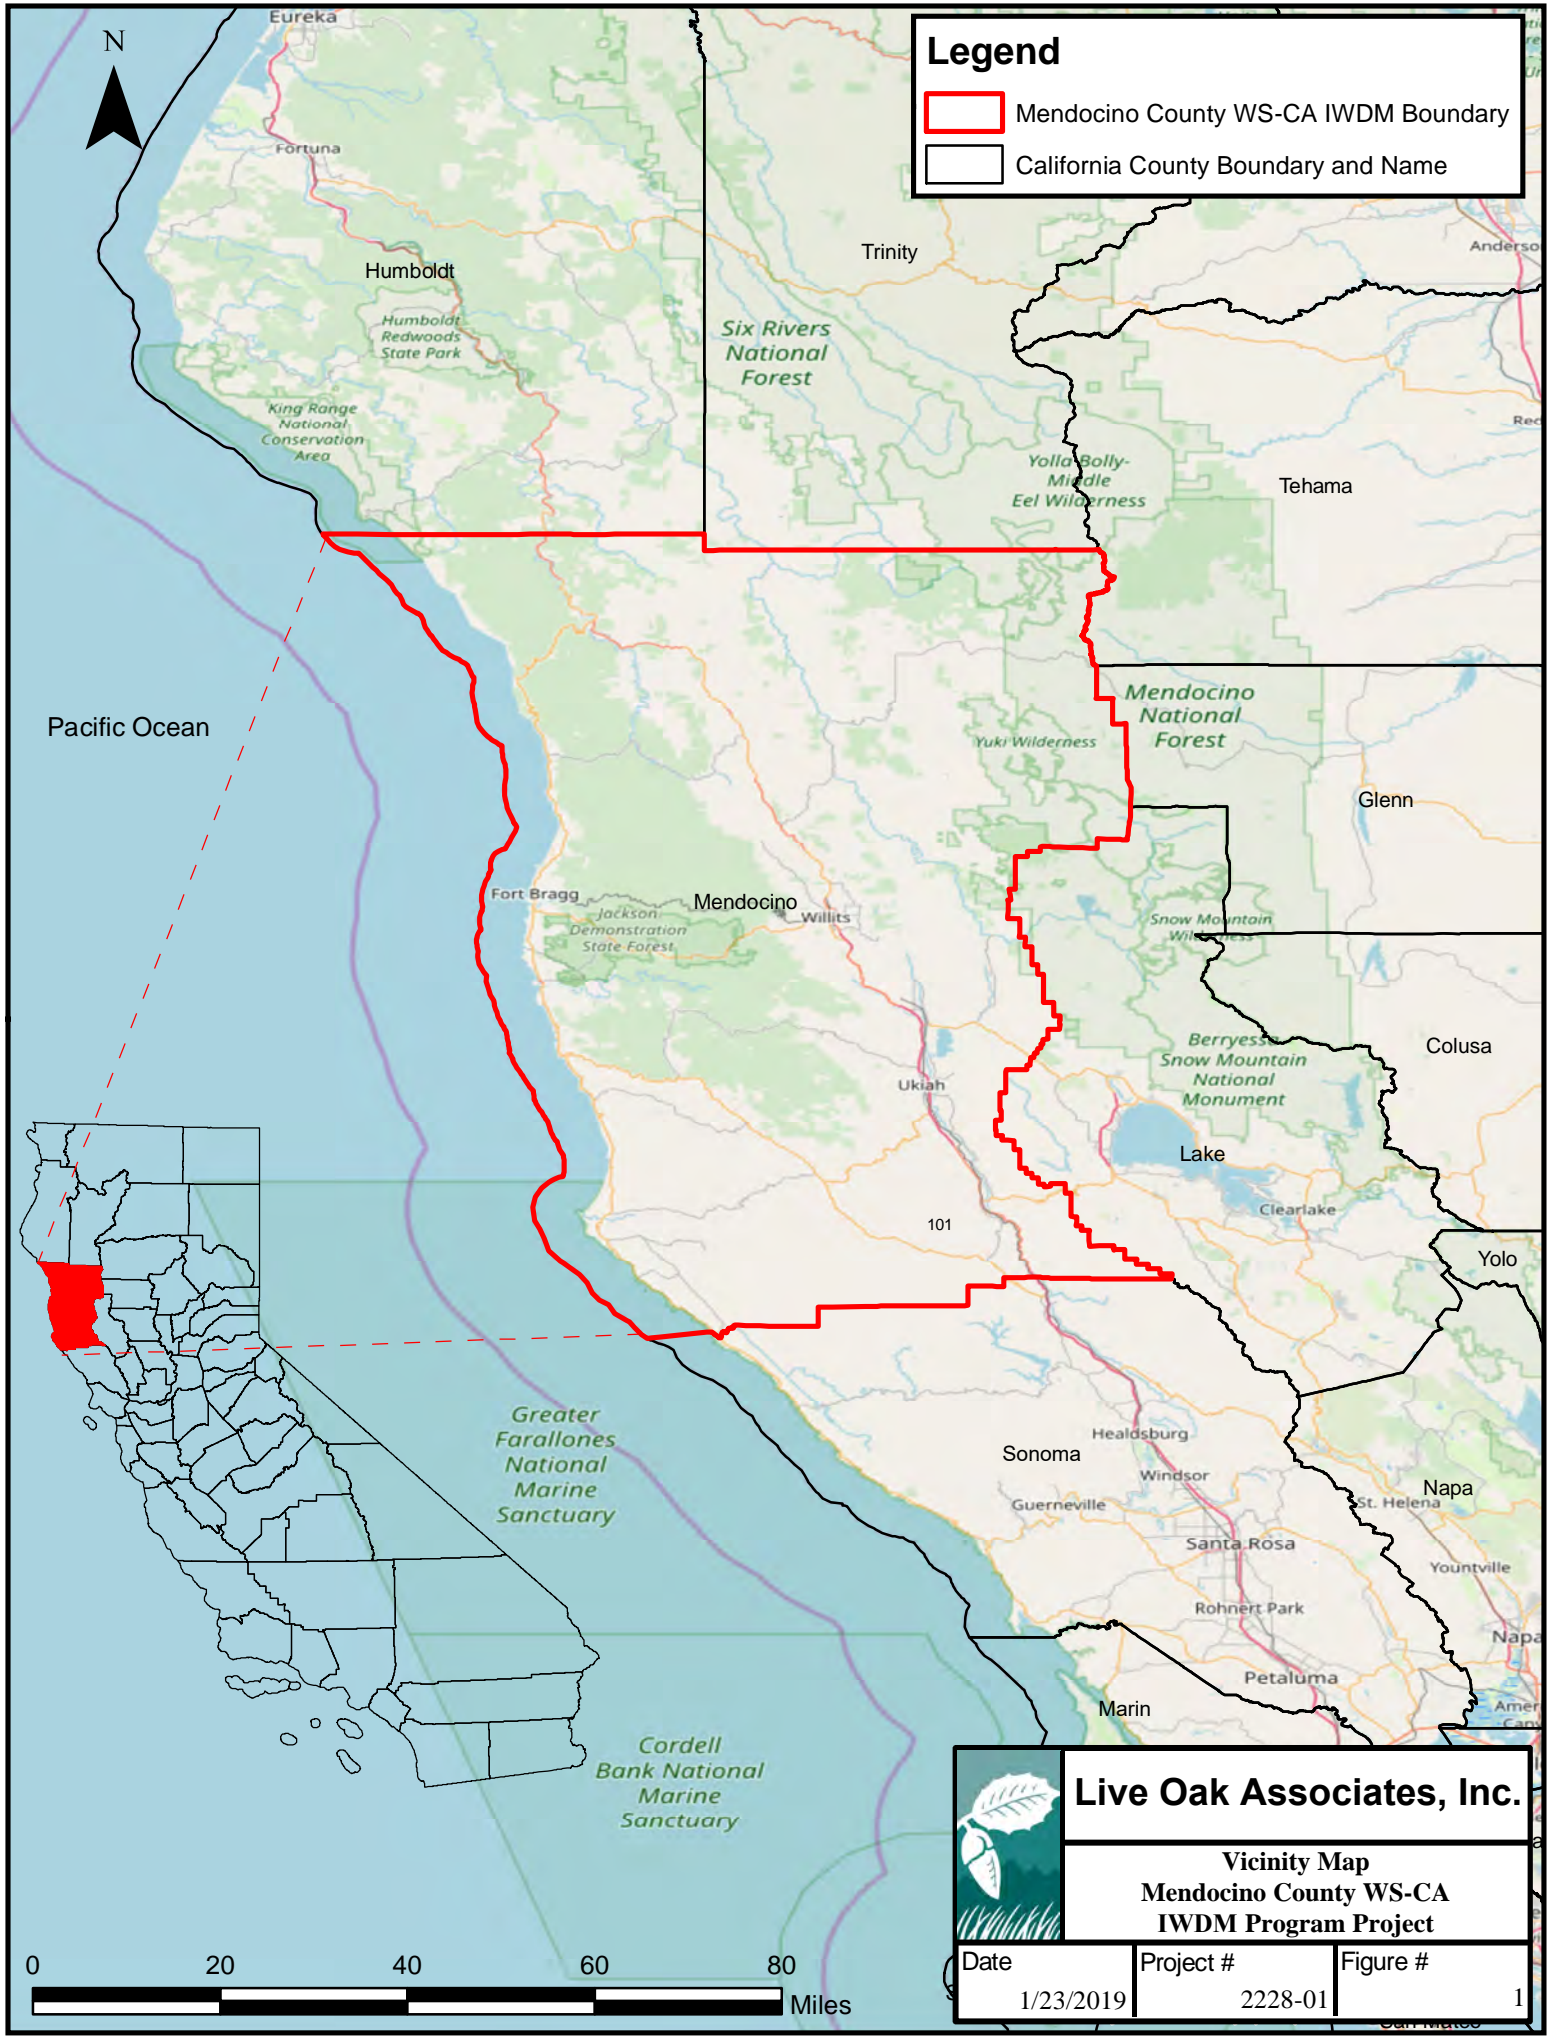 Eureka
N
Legend
Mendocino County WS-CA IWDM Boundary
California County Boundary and Name
Fortuna
Trinity
Humboldt
Humboldt
Redwoods
State Park
Six Rivers
National
Forest
King Range
National
Conservation
Area
Yolla Bolly-
Middle
Eel Wilderness
Tehama
Pacific Ocean
Mendocino
National
Forest
Yuki Wilderness
Glenn
Fort Bragg
Jackson
Demonstration
State Forest
Mendocino
Willits
Snow Mountain
Wilderness
Berryessa
Snow Mountain
National
Monument
Colusa
Ukiah
Lake
Clearlake
101
Yolo
Greater
Farallones
National
Marine
Sanctuary
Healdsburg
Sonoma
Windsor
Guerneville
St. Helena
Napa
Santa Rosa
Yountville
Rohnert Park
Napa
Petaluma
Marin
Cordell
Bank National
Marine
Sanctuary
Live Oak Associates, Inc.
Vicinity Map
Mendocino County WS-CA
IWDM Program Project
Date
1/23/2019
Project #
2228-01
Figure #
1
0 20 40 60 80
Miles